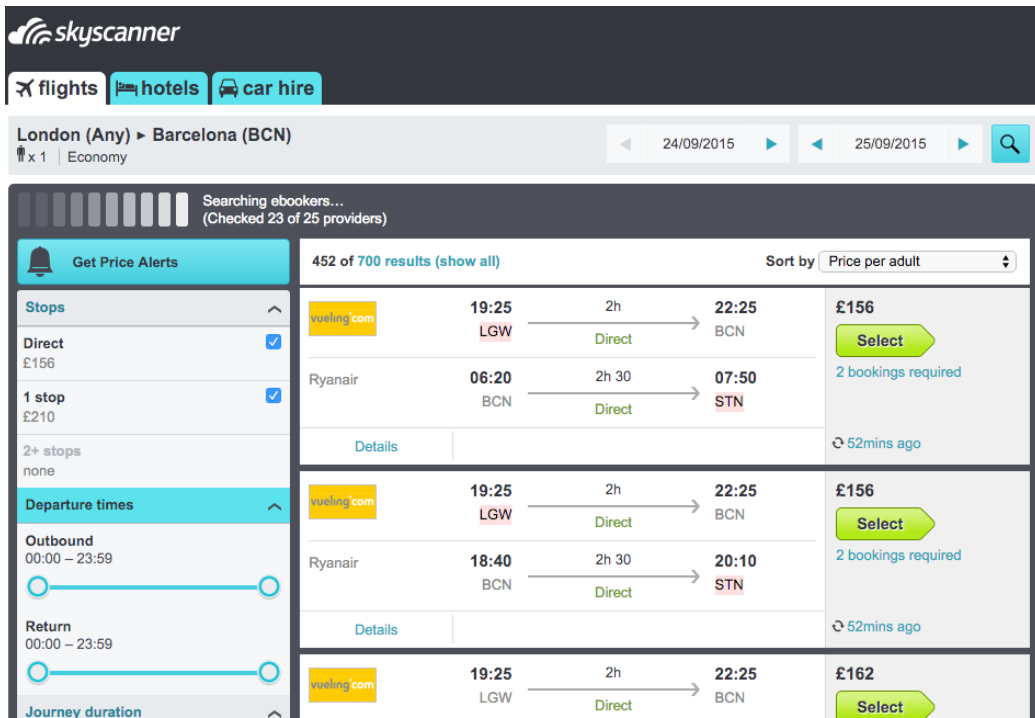 skyscanner
flights hotels car hire
London (Any) ▸ Barcelona (BCN)
x 1 | Economy
24/09/2015
25/09/2015
Searching ebookers...
(Checked 23 of 25 providers)
Get Price Alerts
452 of 700 results (show all)
Sort by Price per adult
Stops
Direct
£156
1 stop
£210
2+ stops
none
Departure times
Outbound
00:00 – 23:59
Return
00:00 – 23:59
Journey duration
vueling.com
19:25 2h 22:25
LGW Direct BCN
£156
Select
2 bookings required
Ryanair
06:20 2h 30 07:50
BCN Direct STN
Details
52mins ago
vueling.com
19:25 2h 22:25
LGW Direct BCN
£156
Select
2 bookings required
Ryanair
18:40 2h 30 20:10
BCN Direct STN
Details
52mins ago
vueling.com
19:25 2h 22:25
LGW Direct BCN
£162
Select